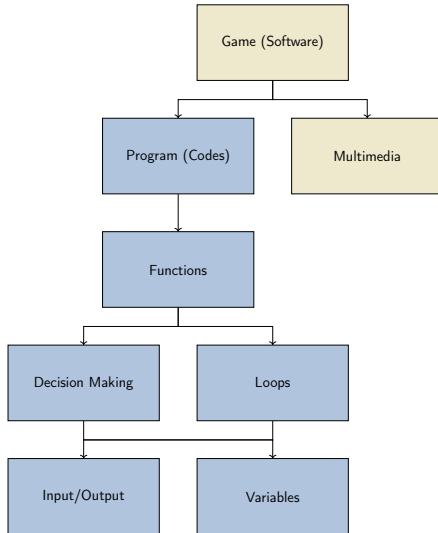 Game (Software)
Program (Codes)
Multimedia
Functions
Decision Making
Loops
Input/Output
Variables